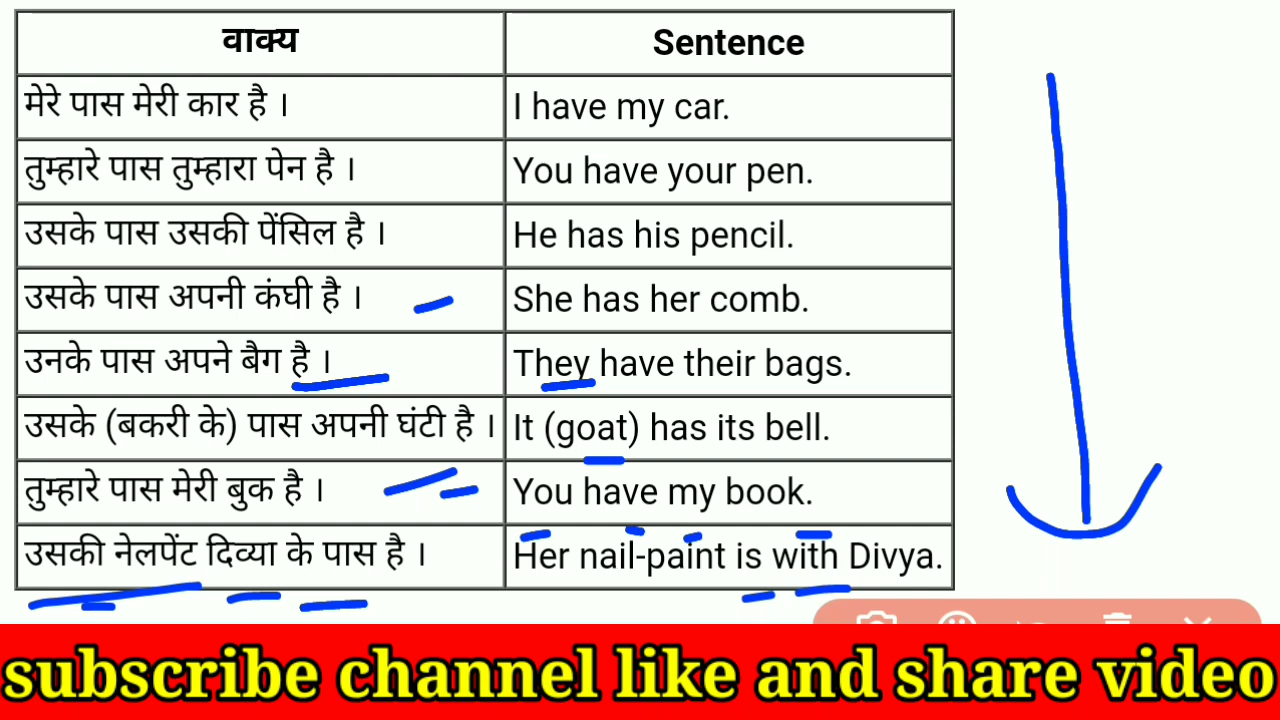 वाक्य Sentence
मेरे पास मेरी कार है । I have my car.
तुम्हारे पास तुम्हारा पेन है । You have your pen.
उसके पास उसकी पेंसिल है । He has his pencil.
उसके पास अपनी कंघी है । She has her comb.
उनके पास अपने बैग है । They have their bags.
उसके (बकरी के) पास अपनी घंटी है । It (goat) has its bell.
तुम्हारे पास मेरी बुक है । You have my book.
उसकी नेलपेंट दिव्या के पास है । Her nail-paint is with Divya.
subscribe channel like and share video